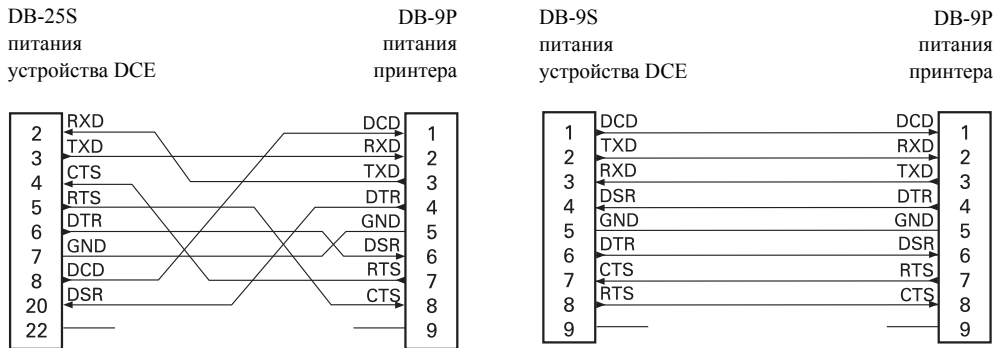 DB-25S
питания
устройства DCE
DB-9P
питания
принтера
2 RXD DCD 1
3 TXD RXD 2
4 CTS TXD 3
5 RTS DTR 4
6 DTR GND 5
7 GND DSR 6
8 DCD RTS 7
20 DSR CTS 8
22 9
DB-9S
питания
устройства DCE
DB-9P
питания
принтера
1 DCD DCD 1
2 TXD RXD 2
3 RXD TXD 3
4 DSR DTR 4
5 GND GND 5
6 DTR DSR 6
7 CTS RTS 7
8 RTS CTS 8
9 9